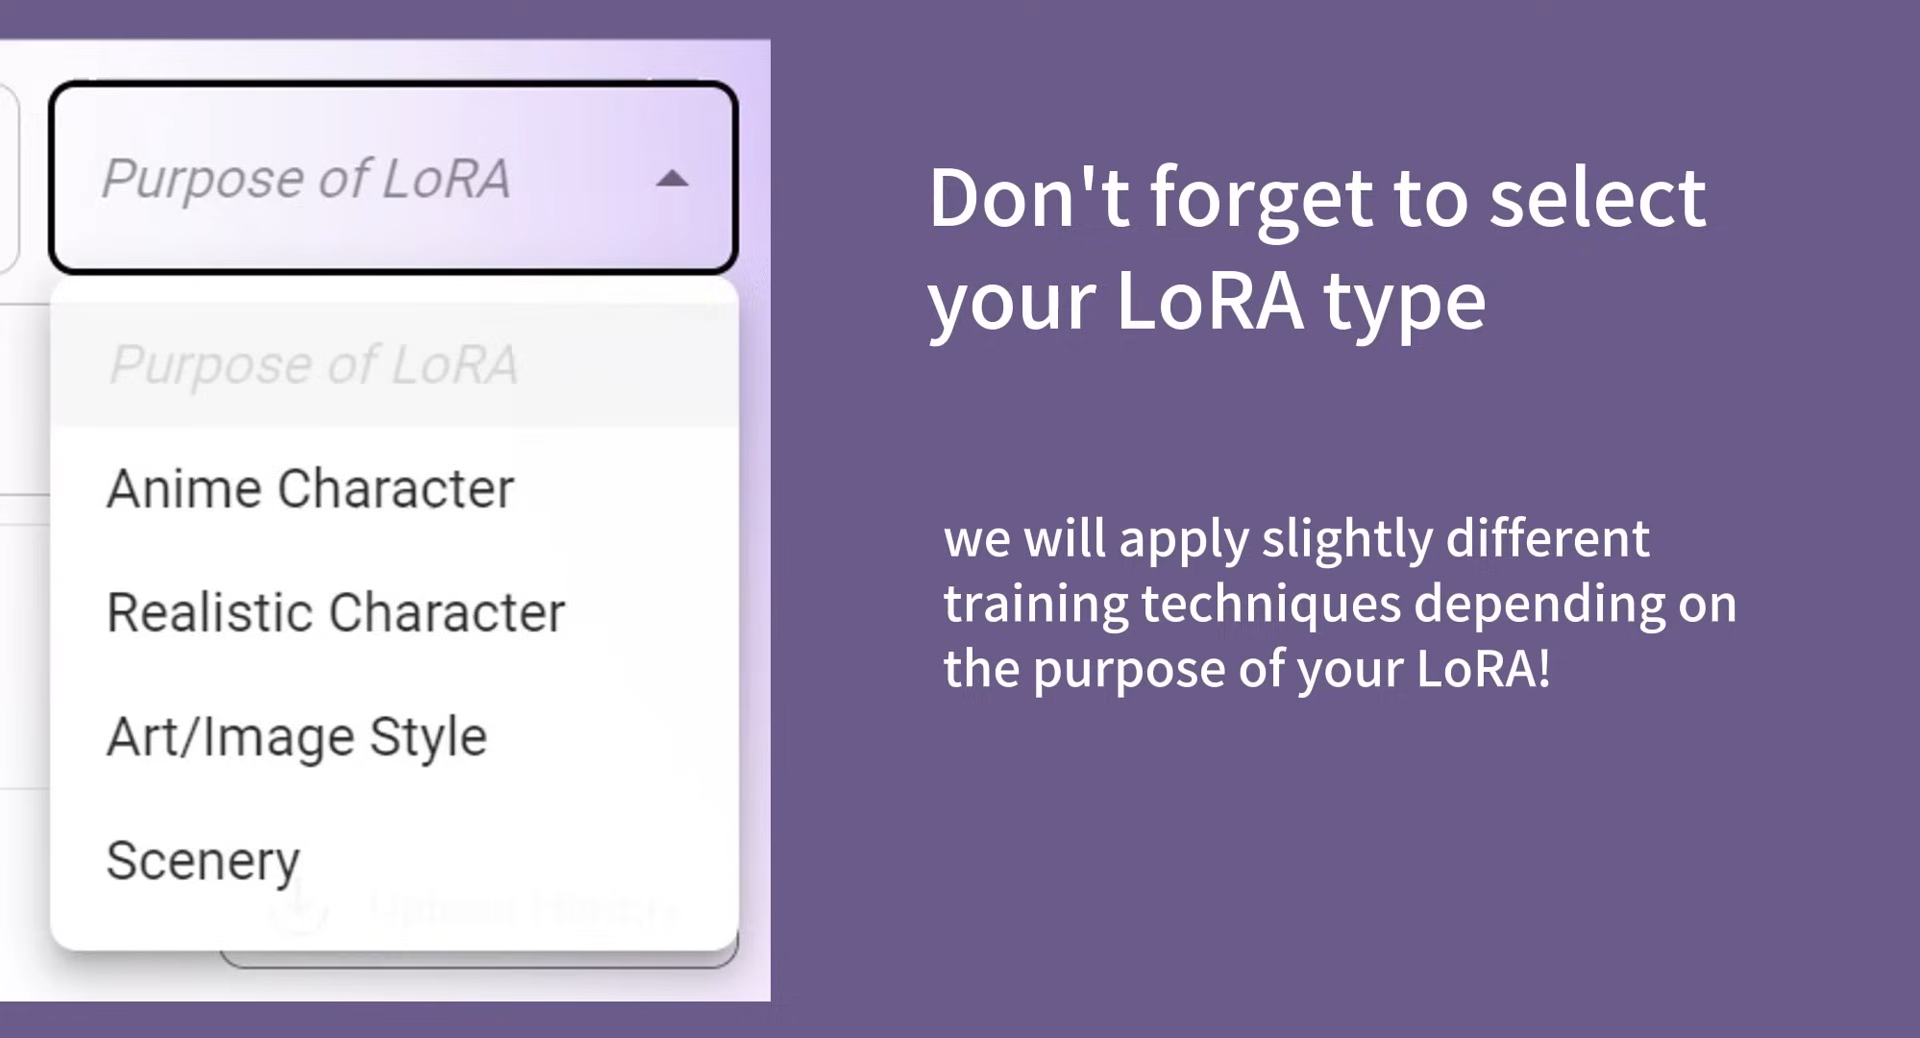 Purpose of LoRA
Purpose of LoRA
Anime Character
Realistic Character
Art/Image Style
Scenery
Don't forget to select
your LoRA type
we will apply slightly different
training techniques depending on
the purpose of your LoRA!